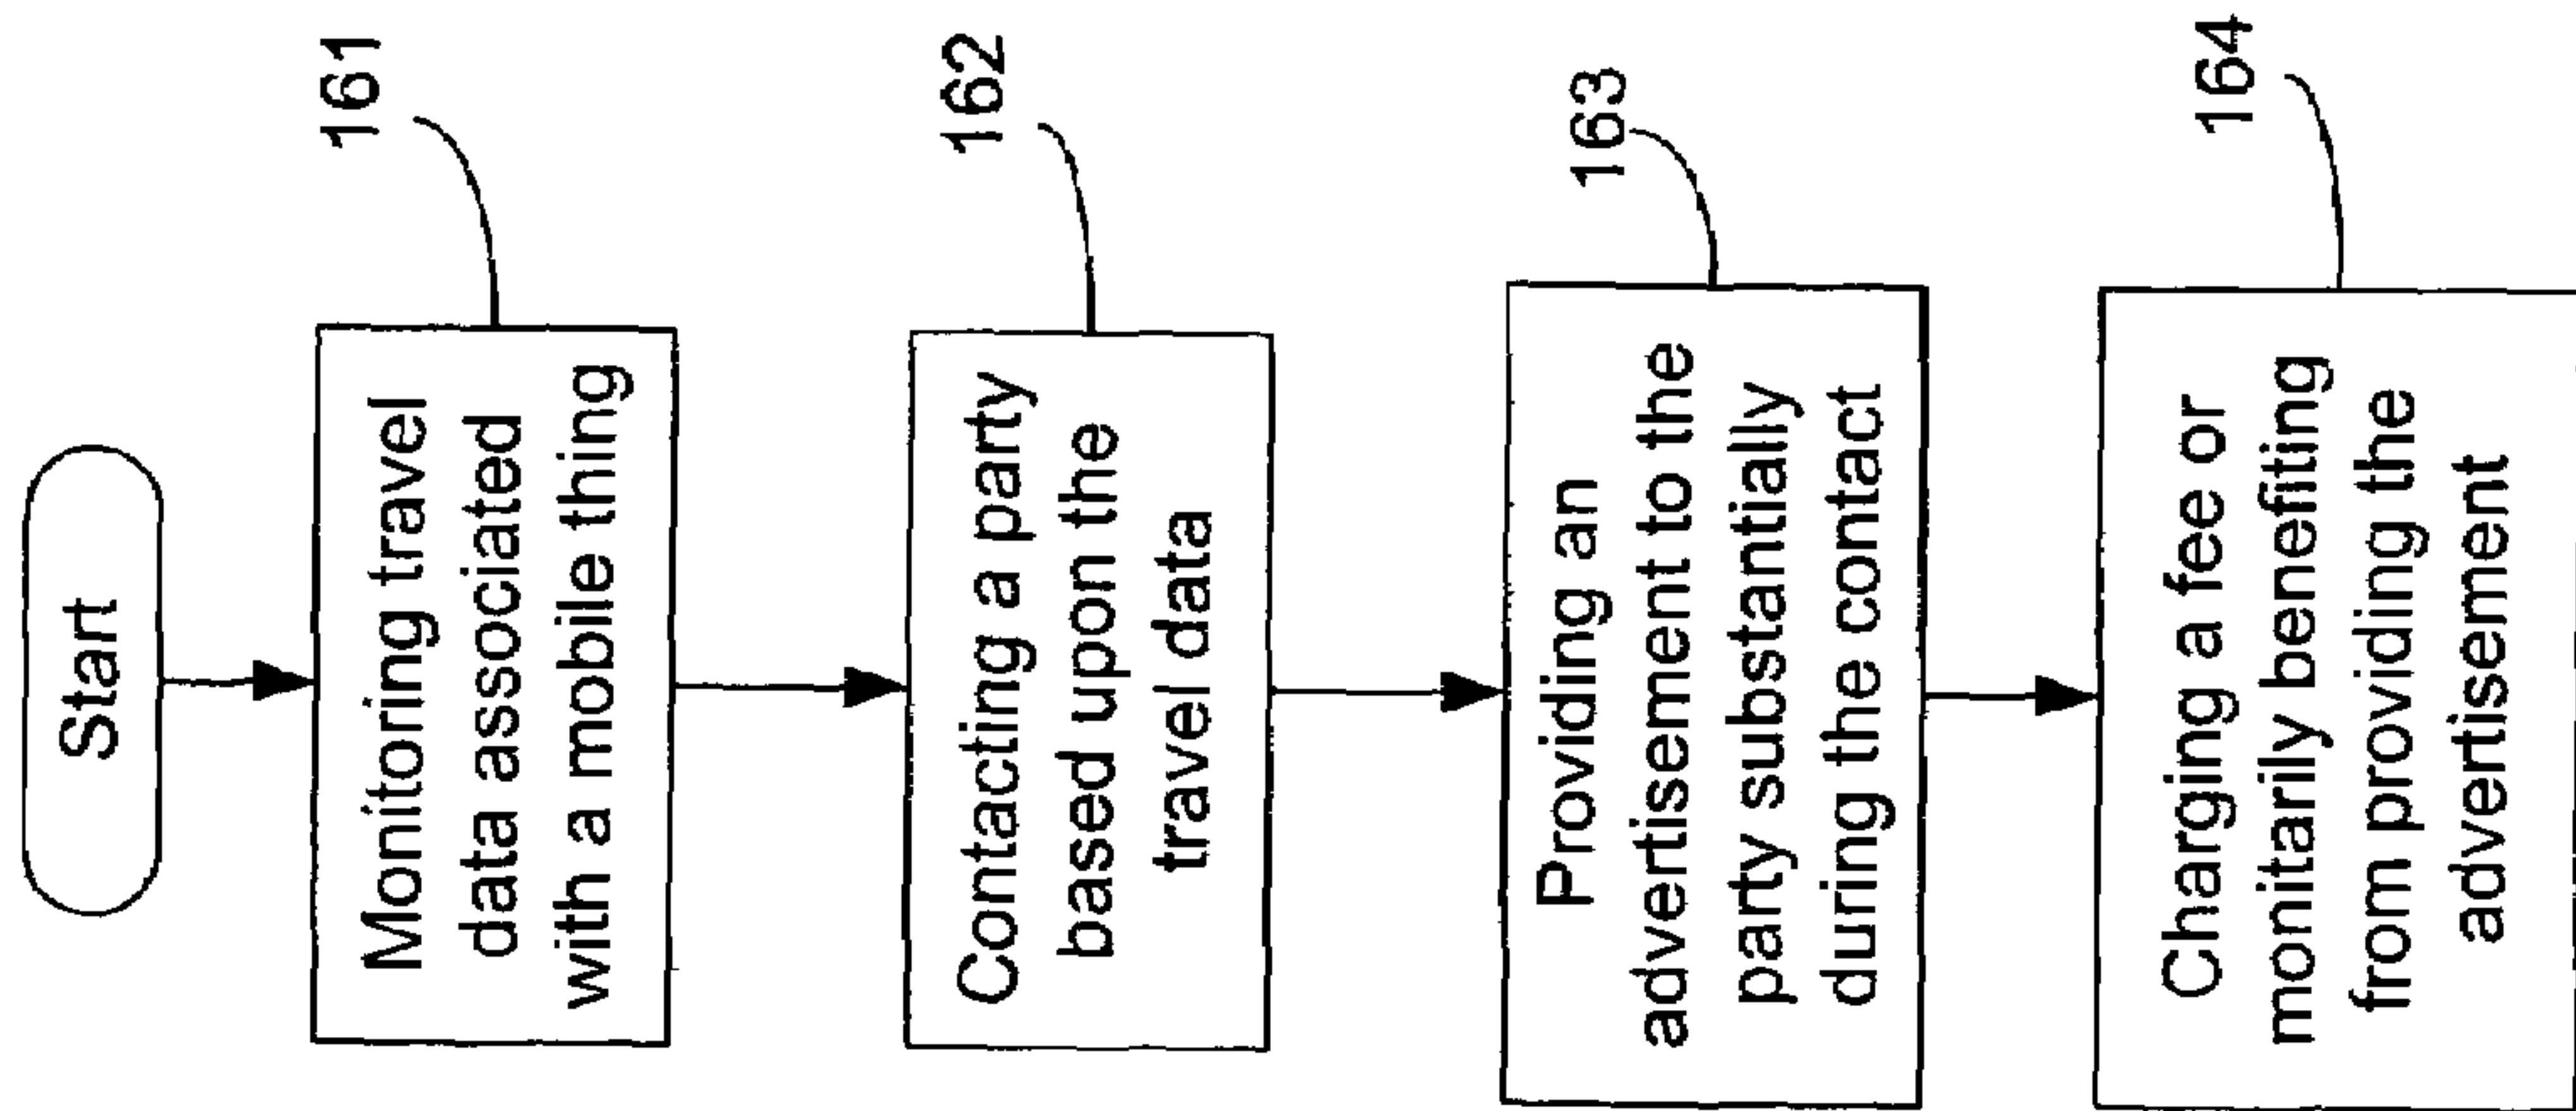 Start
161
Monitoring travel
data associated
with a mobile thing
162
Contacting a party
based upon the
travel data
163
Providing an
advertisement to the
party substantially
during the contact
164
Charging a fee or
monitarily benefiting
from providing the
advertisement